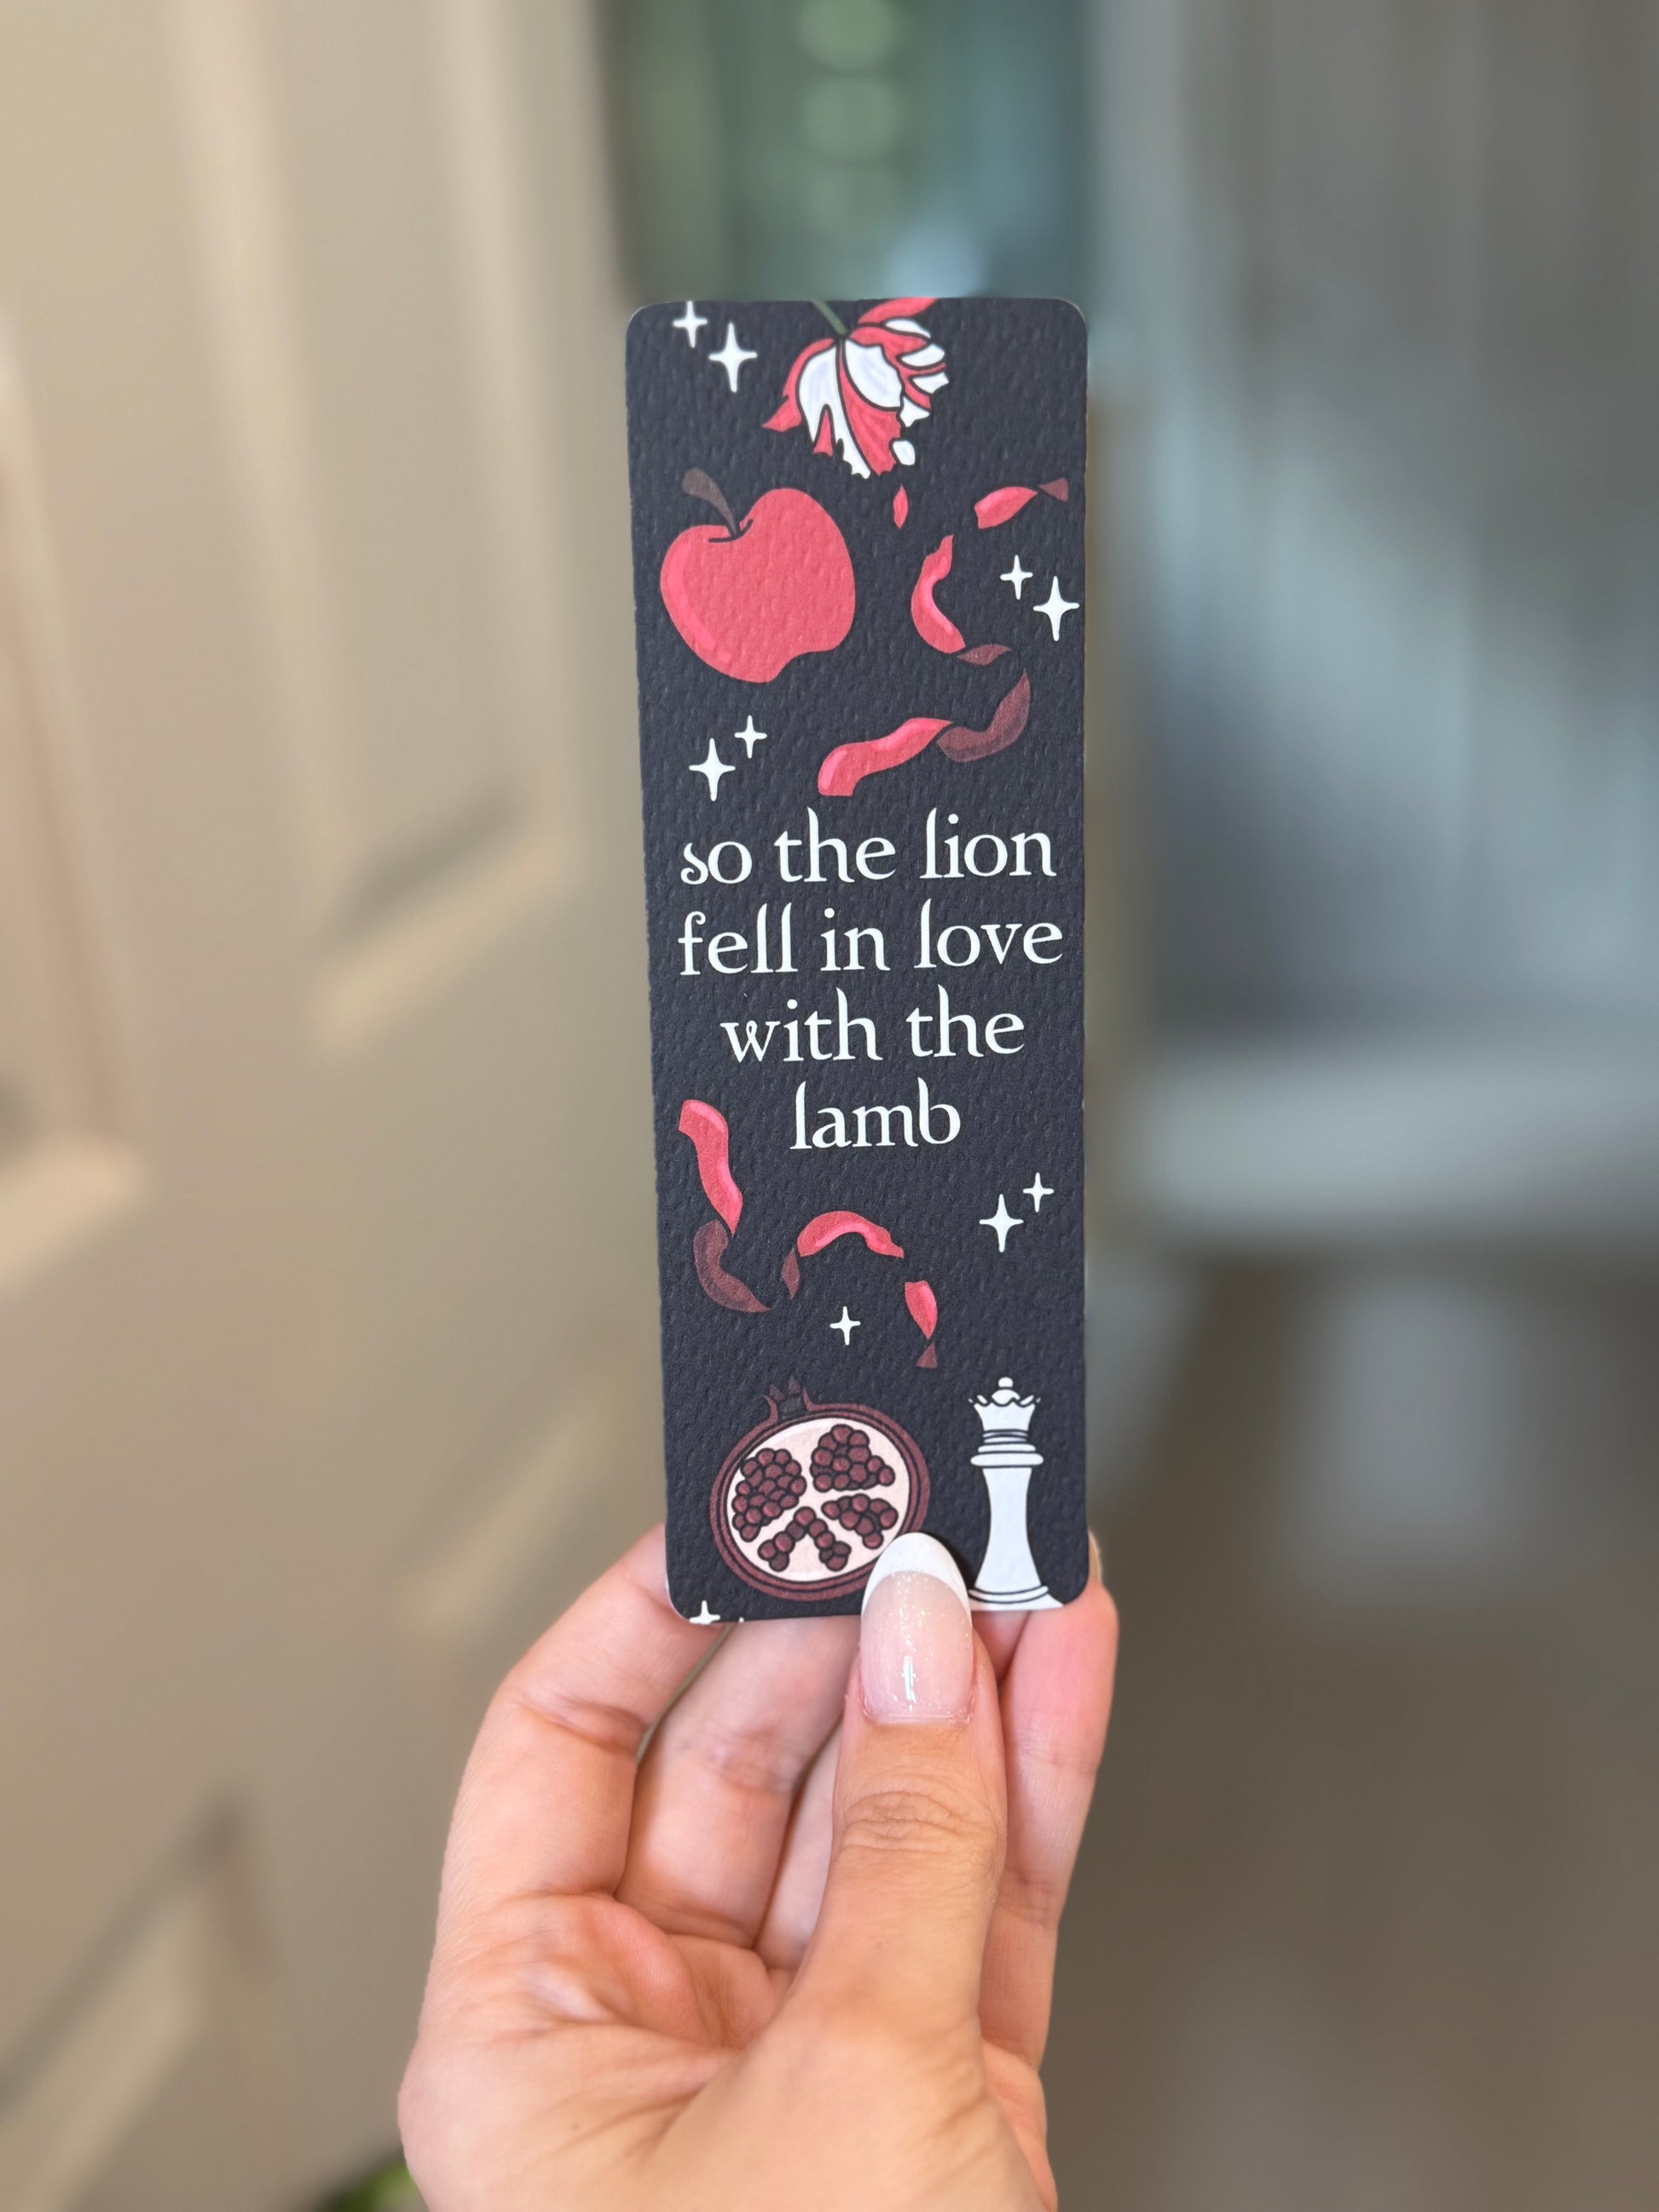 so the lion
fell in love
with the
lamb